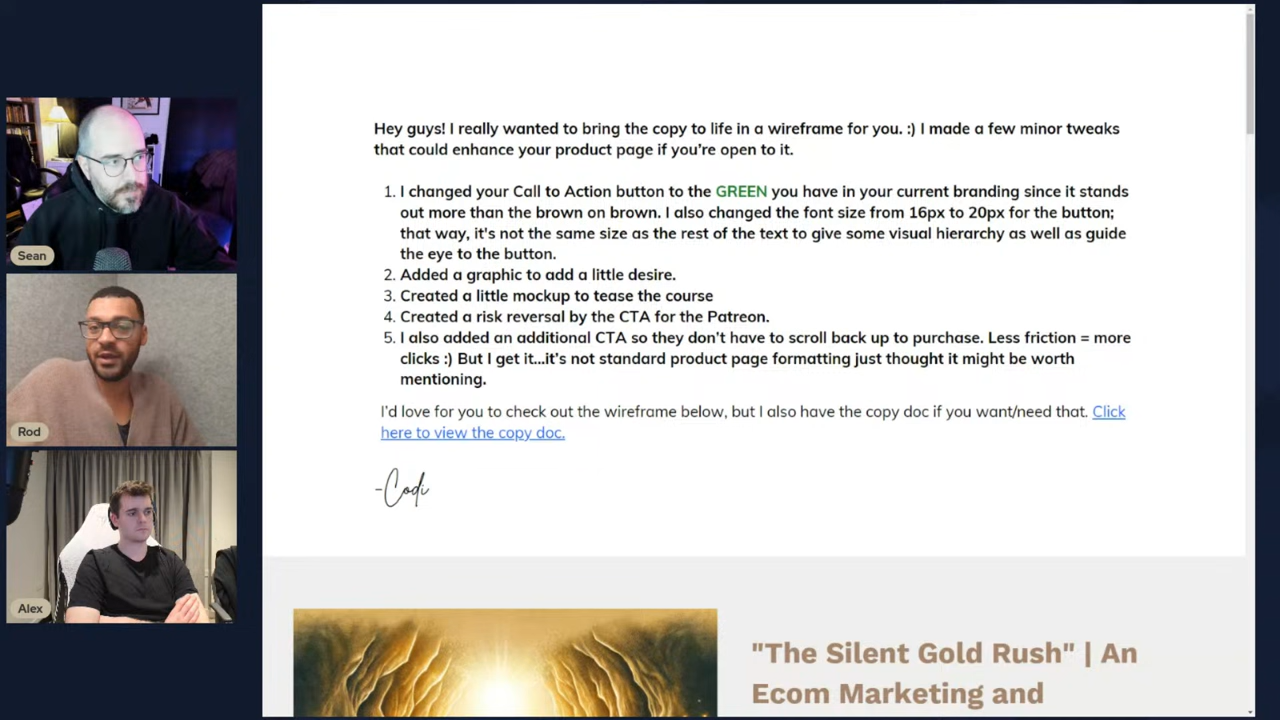 Hey guys! I really wanted to bring the copy to life in a wireframe for you. :) I made a few minor tweaks
that could enhance your product page if you're open to it.
1. I changed your Call to Action button to the GREEN you have in your current branding since it stands
out more than the brown on brown. I also changed the font size from 16px to 20px for the button;
that way, it's not the same size as the rest of the text to give some visual hierarchy as well as guide
the eye to the button.
2. Added a graphic to add a little desire.
3. Created a little mockup to tease the course
4. Created a risk reversal by the CTA for the Patreon.
5. I also added an additional CTA so they don't have to scroll back up to purchase. Less friction = more
clicks :) But I get it...it's not standard product page formatting just thought it might be worth
mentioning.
I'd love for you to check out the wireframe below, but I also have the copy doc if you want/need that. Click
here to view the copy doc.
-Codi
"The Silent Gold Rush" | An
Ecom Marketing and
Sean
Rod
Alex